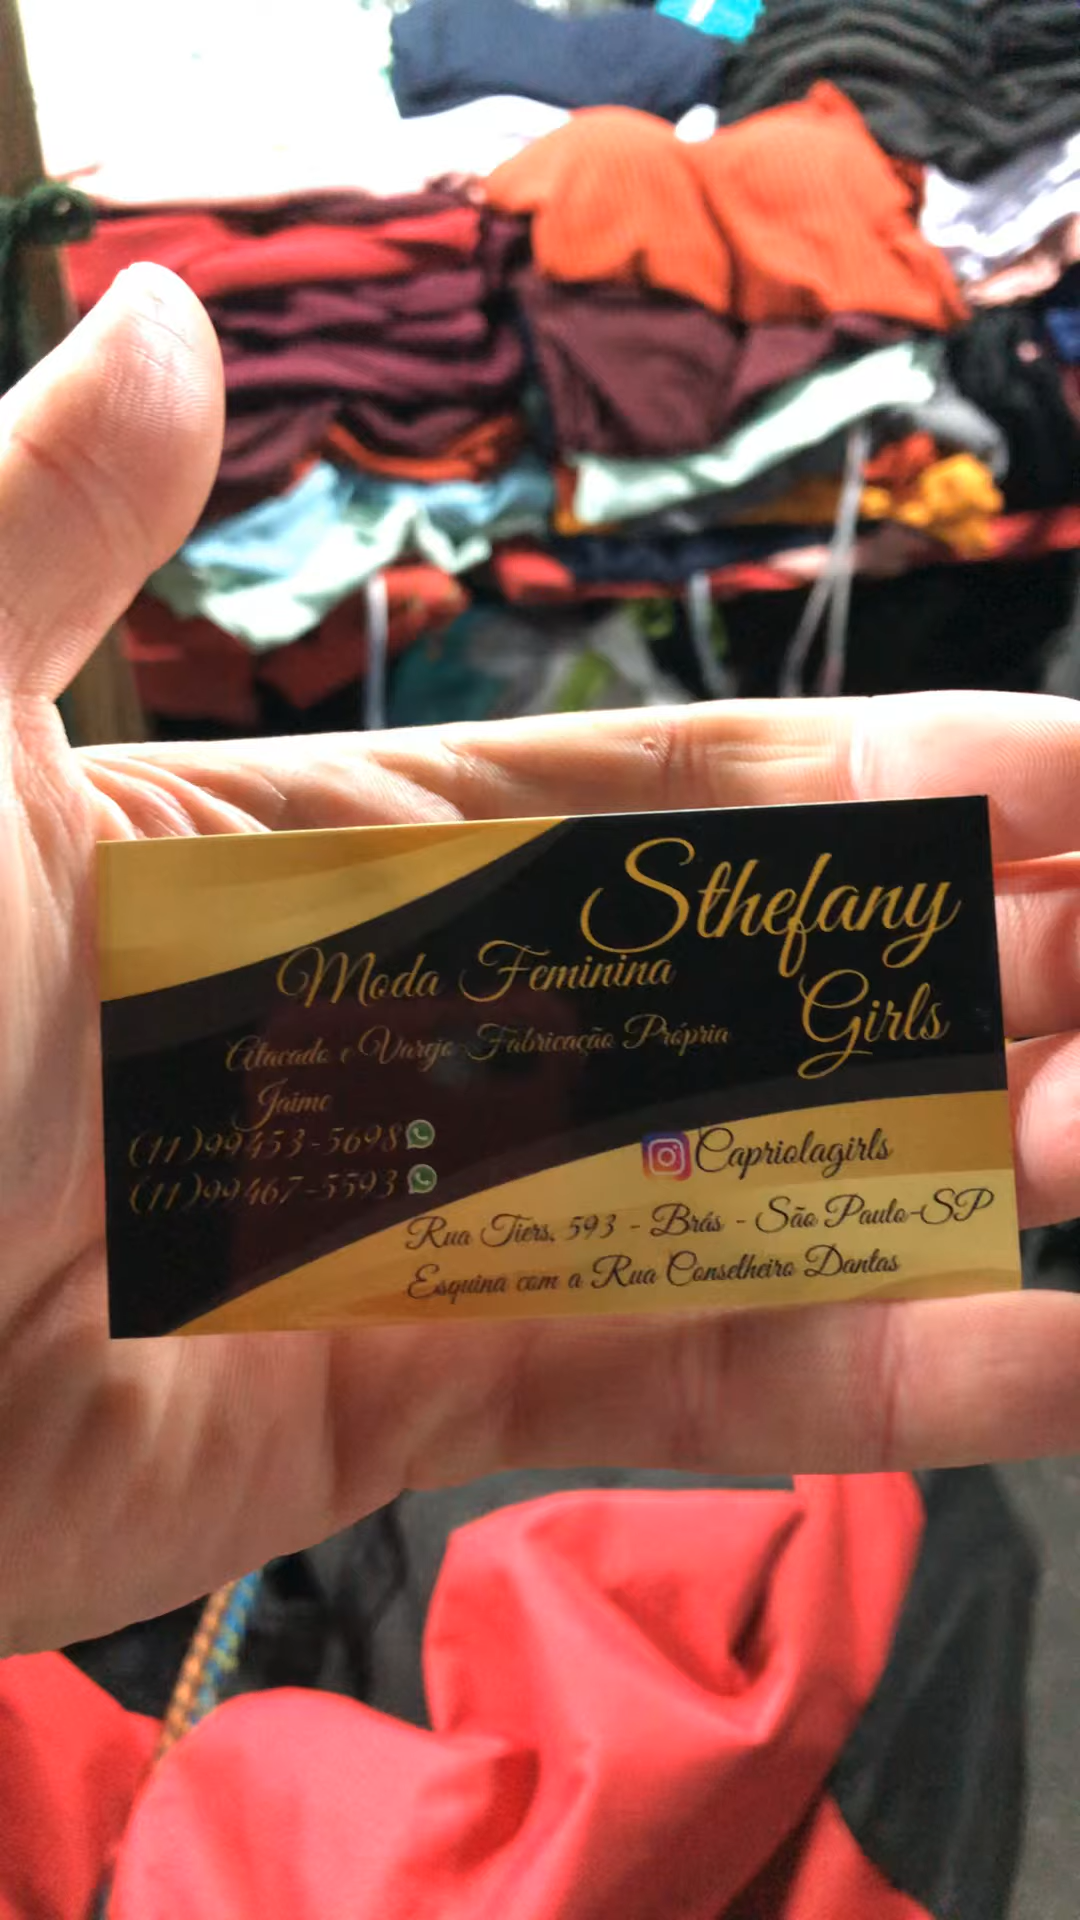 Sthefany
Girls
Moda Feminina
Atacado e Varejo Fabricação Própria
Jaime
(11)99453-5698
(11)99467-5593
Capriolagirls
Rua Tiers, 593 - Brás - São Paulo-SP
Esquina com a Rua Conselheiro Dantas